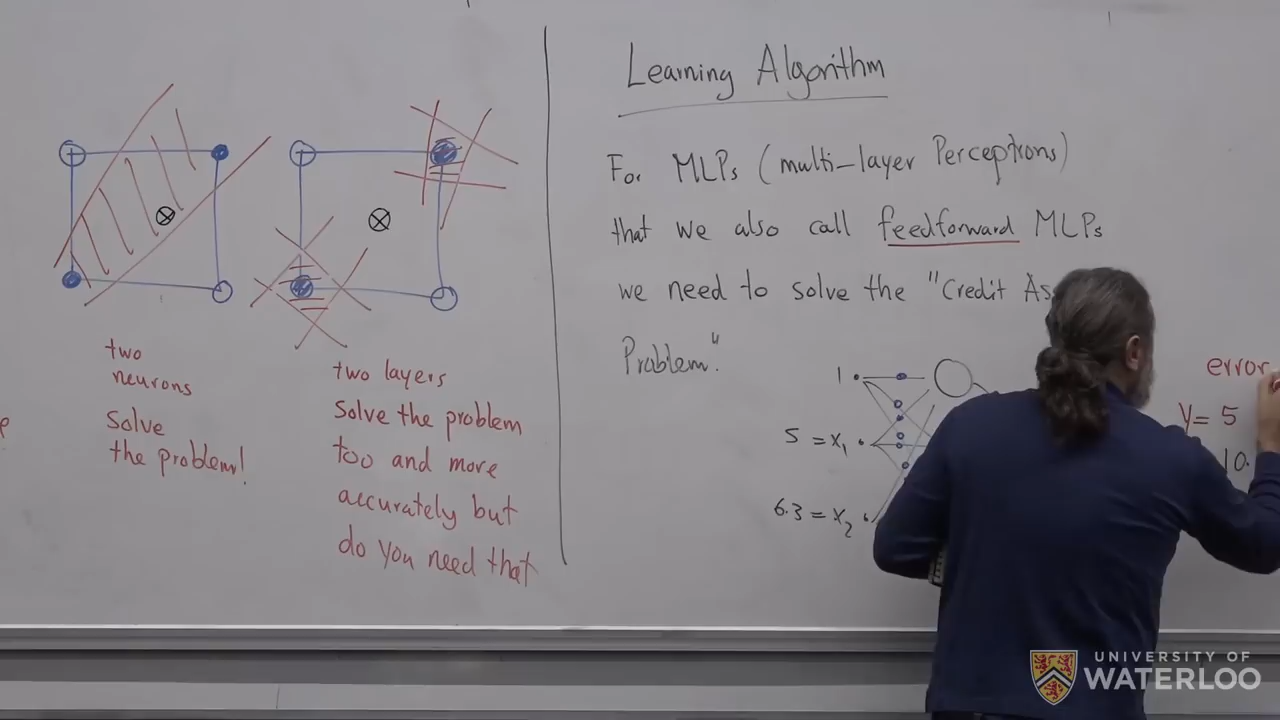 two
neurons
Solve
the problem!
two layers
Solve the problem
too and more
accurately but
do you need that
Learning Algorithm
For MLPs (multi-layer Perceptrons)
that we also call feedforward MLPs
we need to solve the "Credit As
Problem."
1
5 = x1
6.3 = x2
error
y= 5
10.
UNIVERSITY OF
WATERLOO